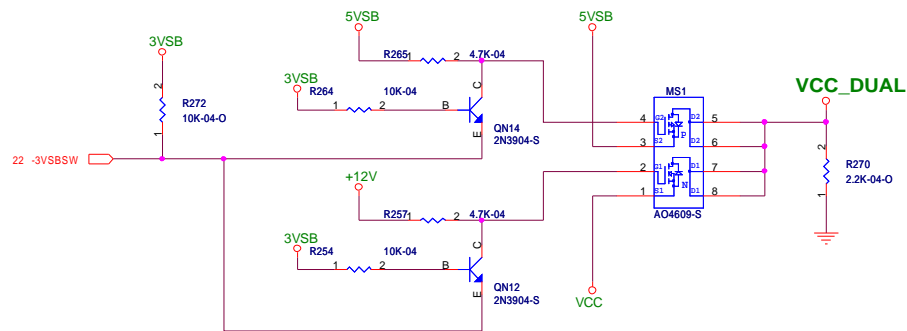 5VSB
5VSB
3VSB
R265 1 2 4.7K-04
3VSB
R264 10K-04
1 2 B C E
QN14
2N3904-S
2
R272
10K-04-O
1
22 -3VSBSW
MS1
VCC_DUAL
4 G2 D2 5
P
3 S2 D2 6
2 G1 D1 7
N
1 S1 D1 8
AO4609-S
2
R270
2.2K-04-O
1
+12V
R257 1 2 4.7K-04
3VSB
R254 10K-04
1 2 B C E
QN12
2N3904-S
VCC